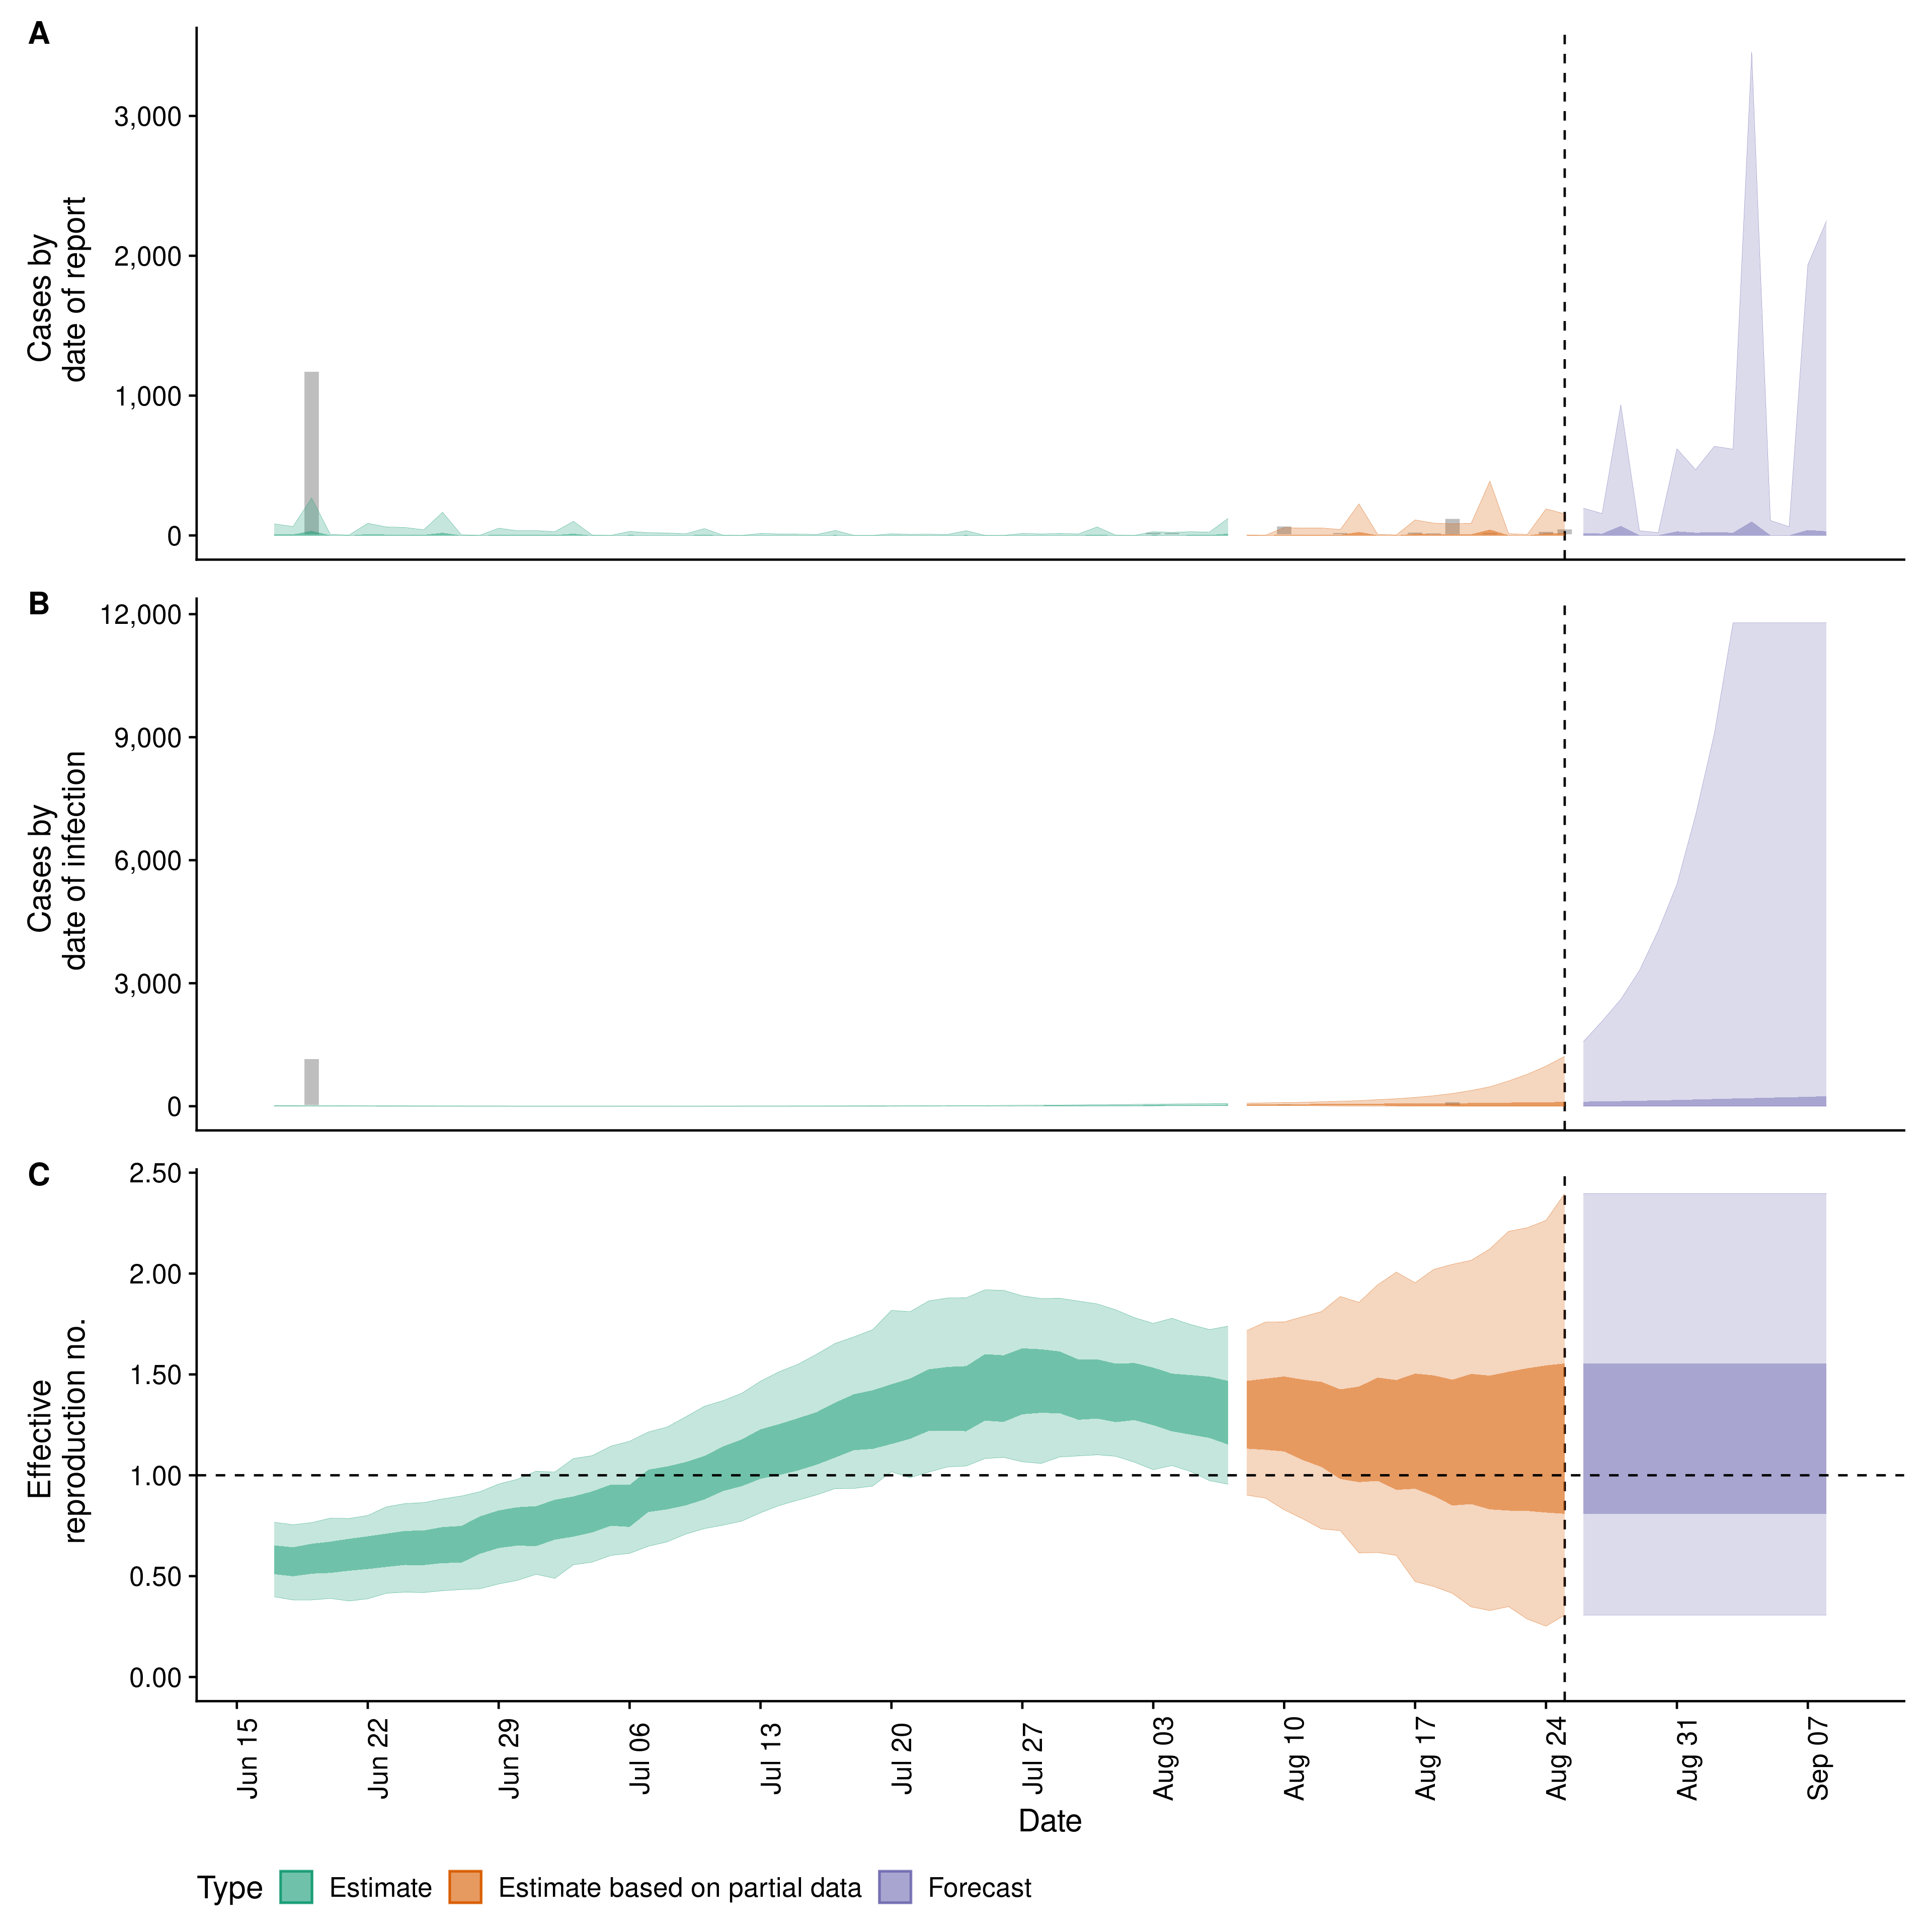 A
Cases by
date of report
3,000
2,000
1,000
0
B
Cases by
date of infection
12,000
9,000
6,000
3,000
0
C
Effective
reproduction no.
2.50
2.00
1.50
1.00
0.50
0.00
Jun 15
Jun 22
Jun 29
Jul 06
Jul 13
Jul 20
Jul 27
Aug 03
Aug 10
Aug 17
Aug 24
Aug 31
Sep 07
Date
Type Estimate Estimate based on partial data Forecast